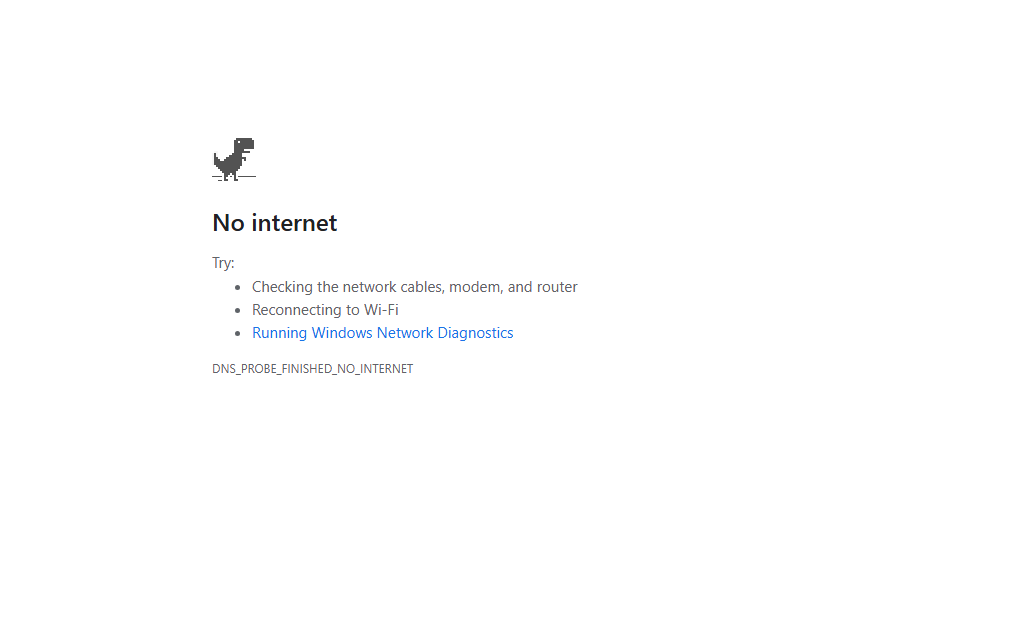 No internet
Try:
Checking the network cables, modem, and router
Reconnecting to Wi-Fi
Running Windows Network Diagnostics
DNS_PROBE_FINISHED_NO_INTERNET